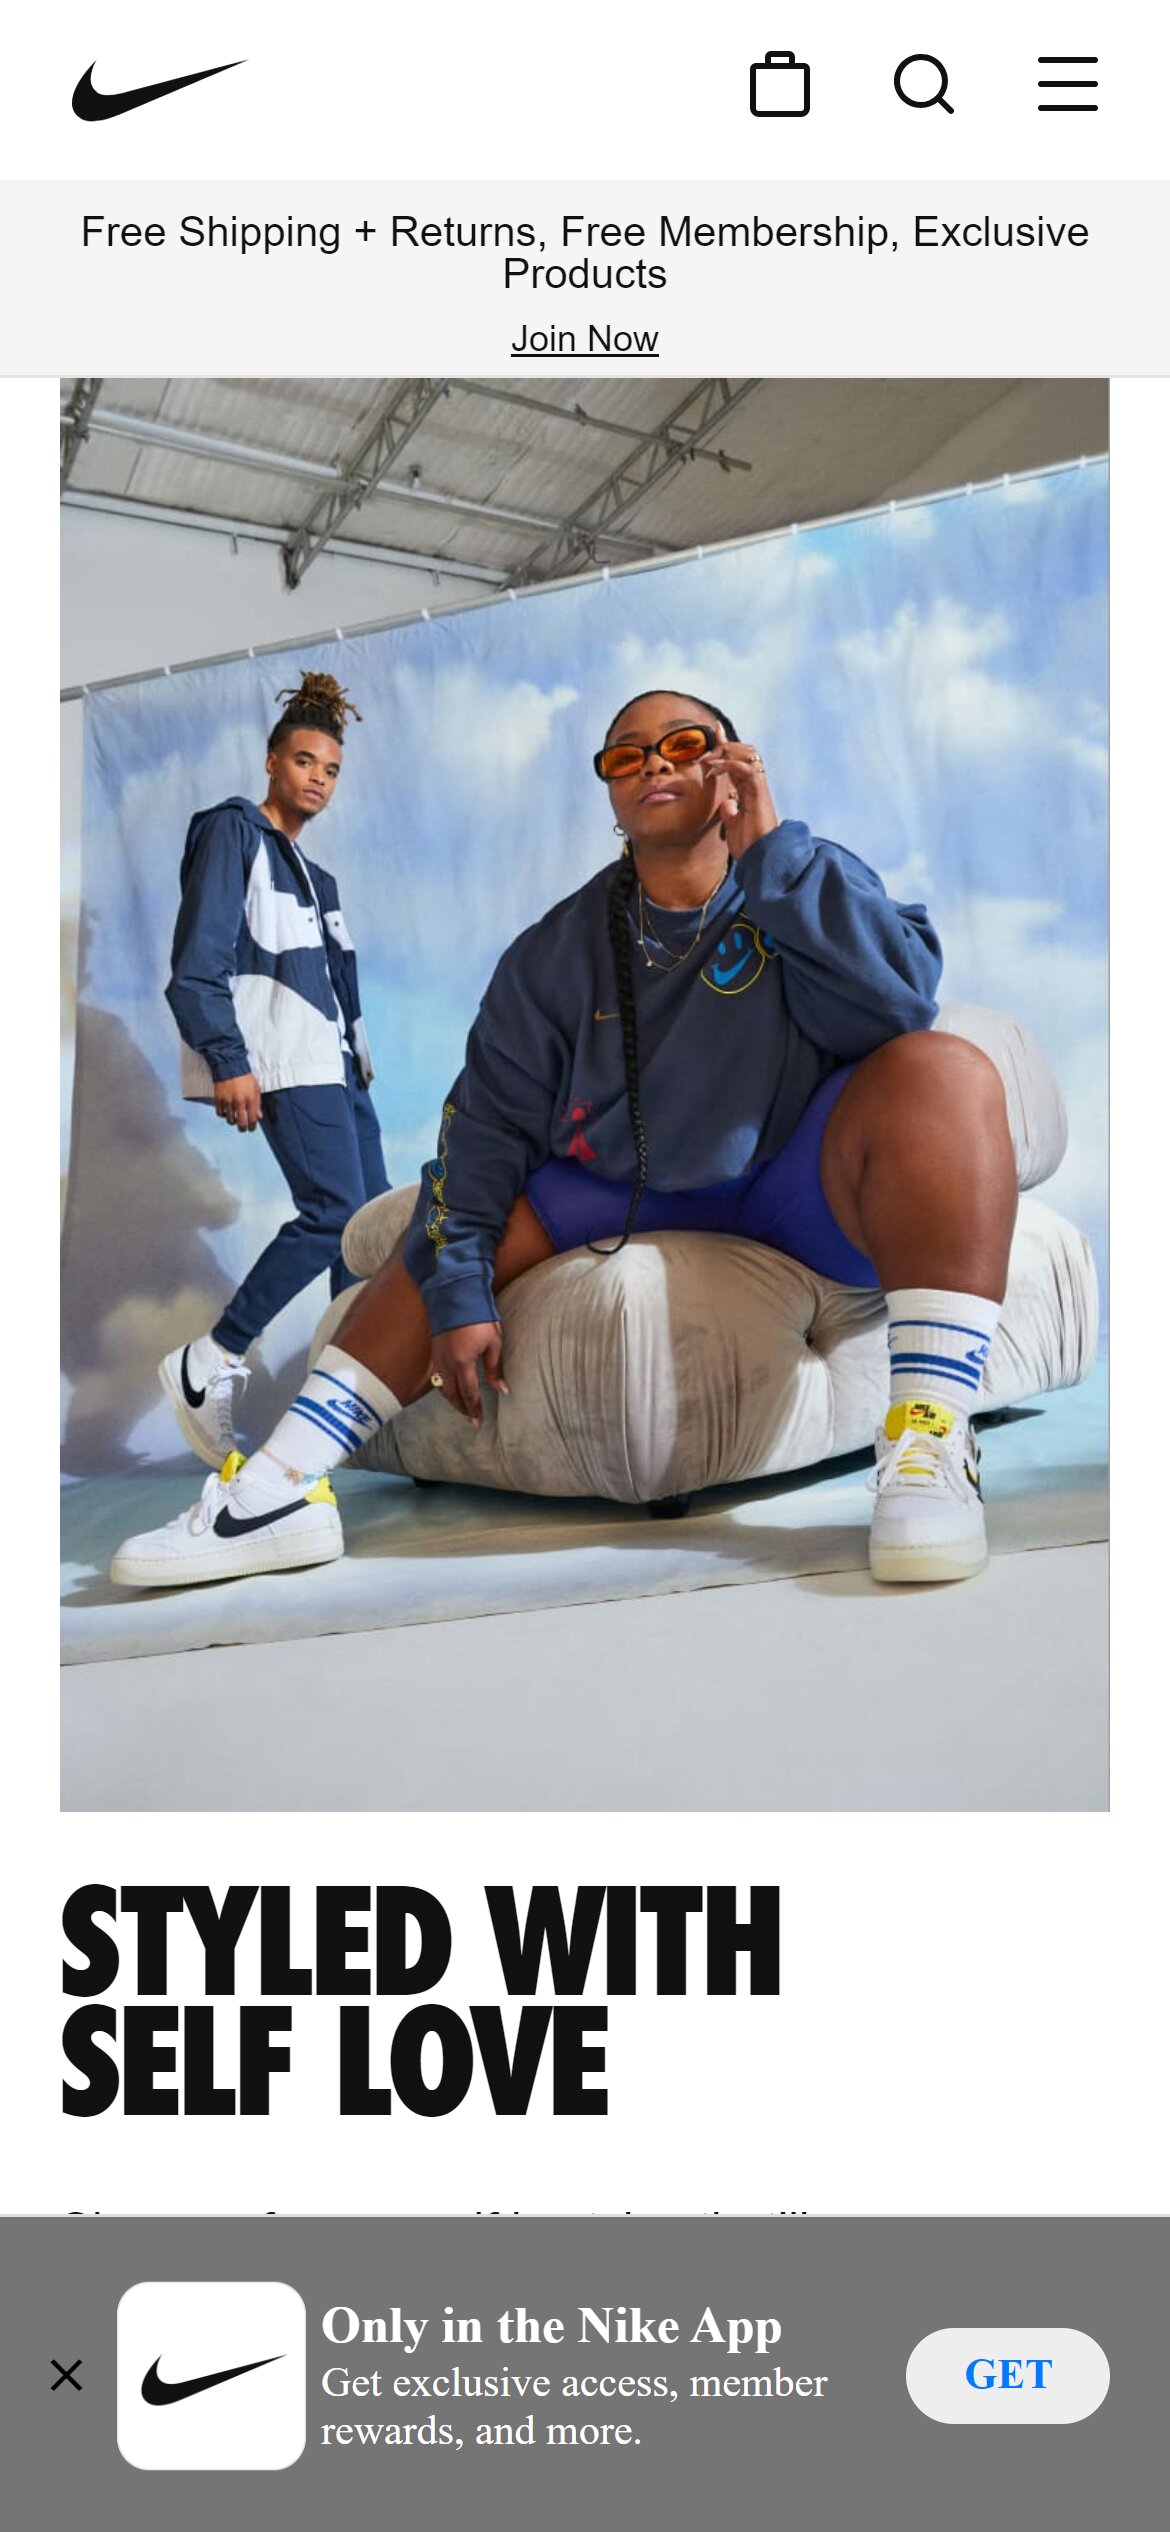 Free Shipping + Returns, Free Membership, Exclusive
Products
Join Now
NIKE
STYLED WITH
SELF LOVE
Only in the Nike App
Get exclusive access, member
rewards, and more.
GET